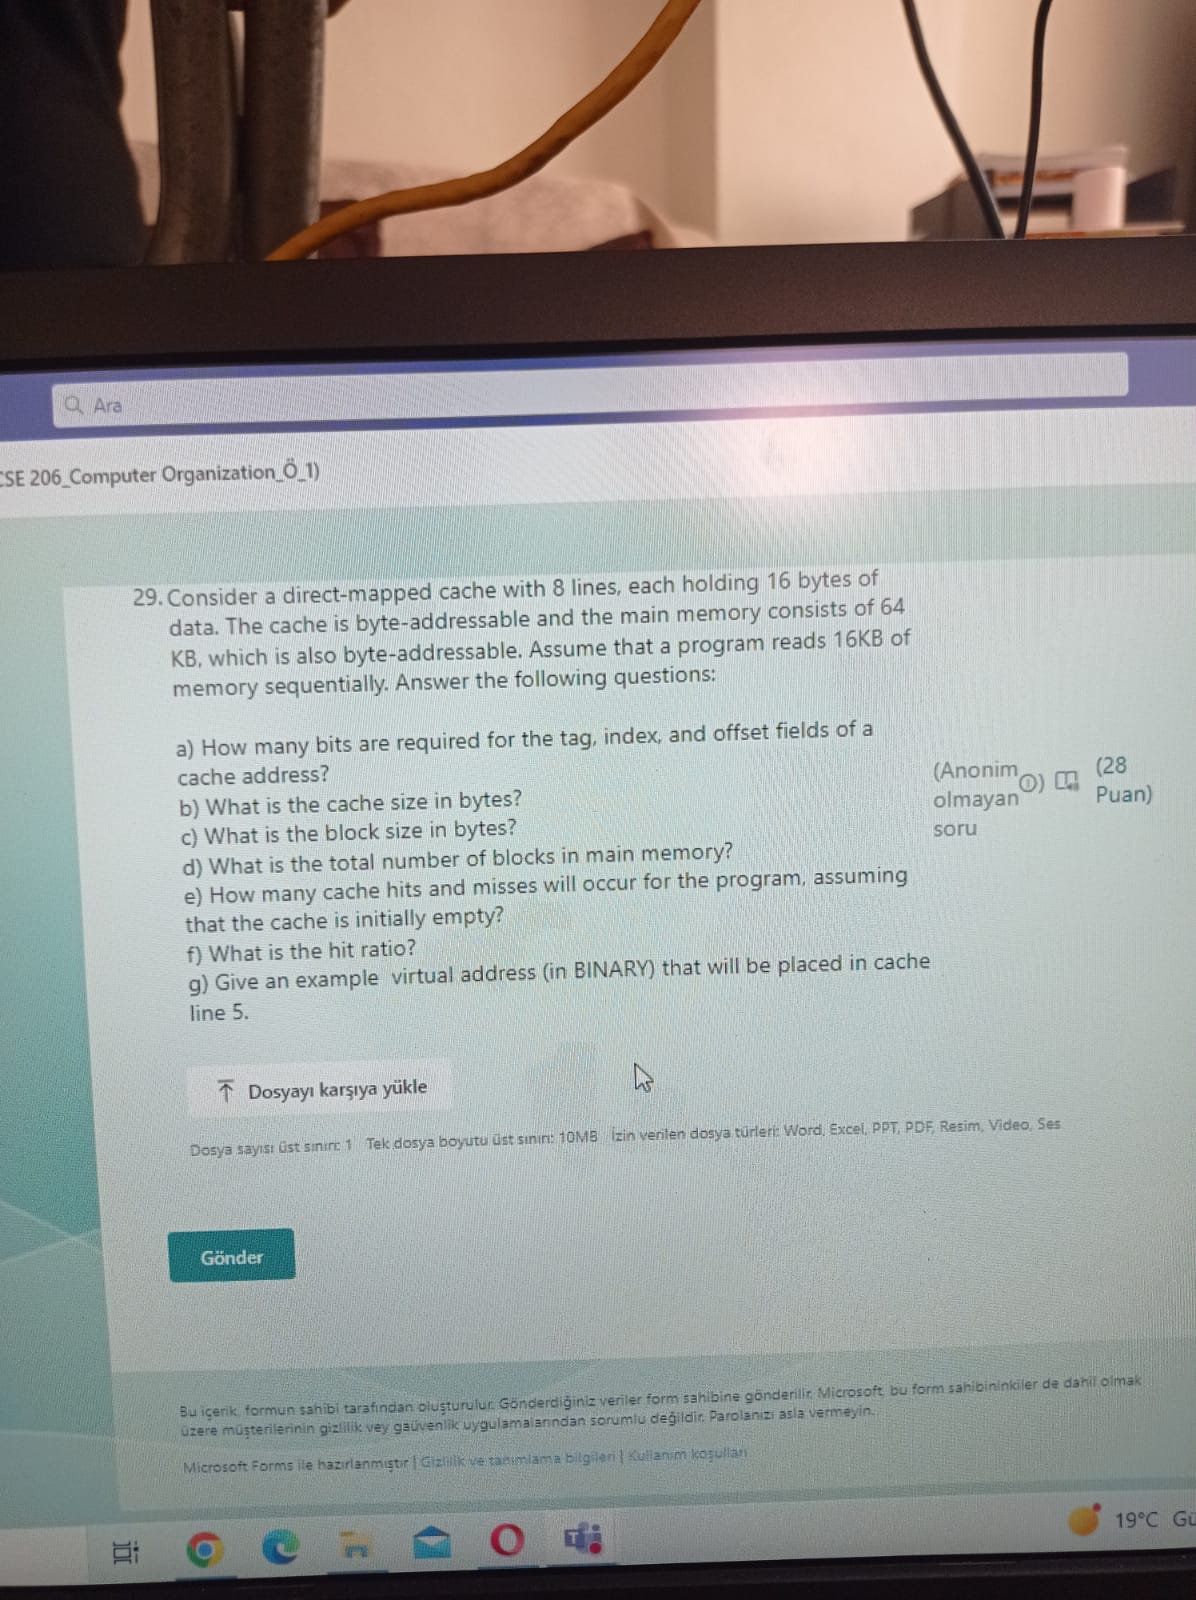 Ara
CSE 206_Computer Organization_Ö_1)
29. Consider a direct-mapped cache with 8 lines, each holding 16 bytes of
data. The cache is byte-addressable and the main memory consists of 64
KB, which is also byte-addressable. Assume that a program reads 16KB of
memory sequentially. Answer the following questions:
a) How many bits are required for the tag, index, and offset fields of a
cache address?
b) What is the cache size in bytes?
c) What is the block size in bytes?
d) What is the total number of blocks in main memory?
e) How many cache hits and misses will occur for the program, assuming
that the cache is initially empty?
f) What is the hit ratio?
g) Give an example virtual address (in BINARY) that will be placed in cache
line 5.
(Anonim
olmayan
soru
)
(28
Puan)
Dosyayı karşıya yükle
Dosya sayısı üst sınırı: 1 Tek dosya boyutu üst sınırı: 10MB İzin verilen dosya türleri: Word, Excel, PPT, PDF, Resim, Video, Ses
Gönder
Bu içerik, formun sahibi tarafından oluşturulur. Gönderdiğiniz veriler form sahibine gönderilir. Microsoft, bu form sahibininkiler de dahil olmak
üzere müşterilerinin gizlilik vey gaüvenlik uygulamalarından sorumlu değildir. Parolanızı asla vermeyin.
Microsoft Forms ile hazırlanmıştır | Gizlilik ve tanımlama bilgileri | Kullanım koşulları
19°C Gü